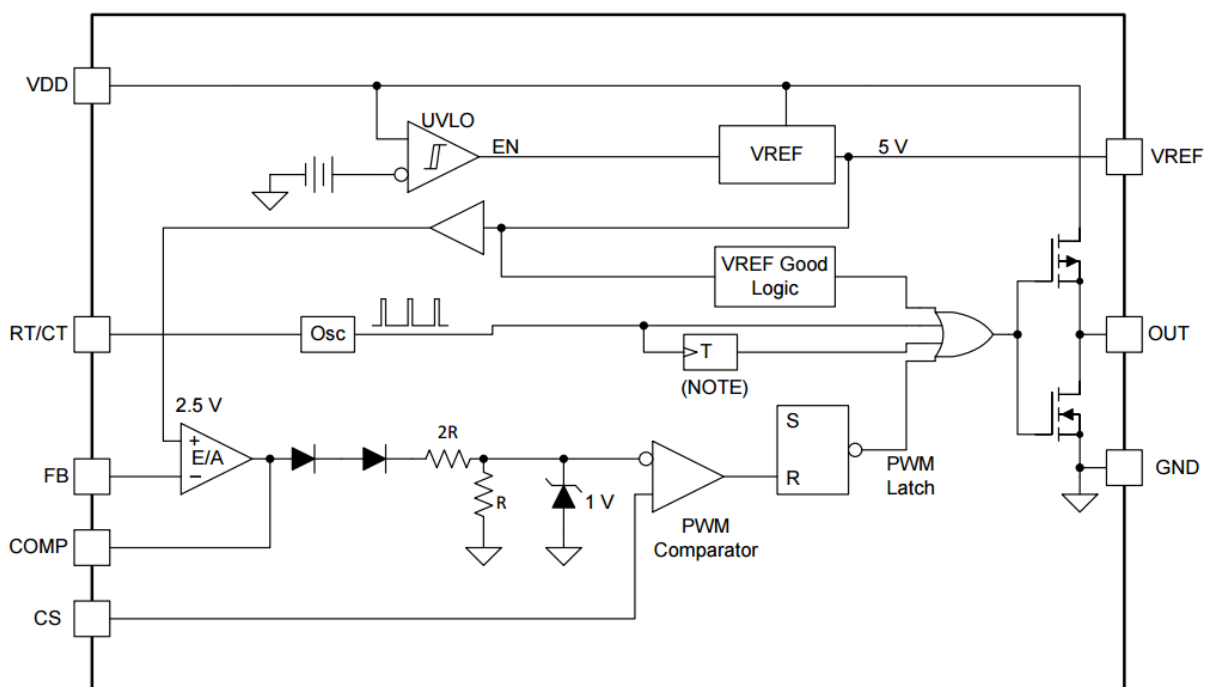 VDD
UVLO
EN
VREF
5 V
VREF
VREF Good
Logic
RT/CT
Osc
T
(NOTE)
OUT
2.5 V
+
E/A
−
FB
2R
R
1 V
S
R
PWM
Latch
GND
PWM
Comparator
COMP
CS